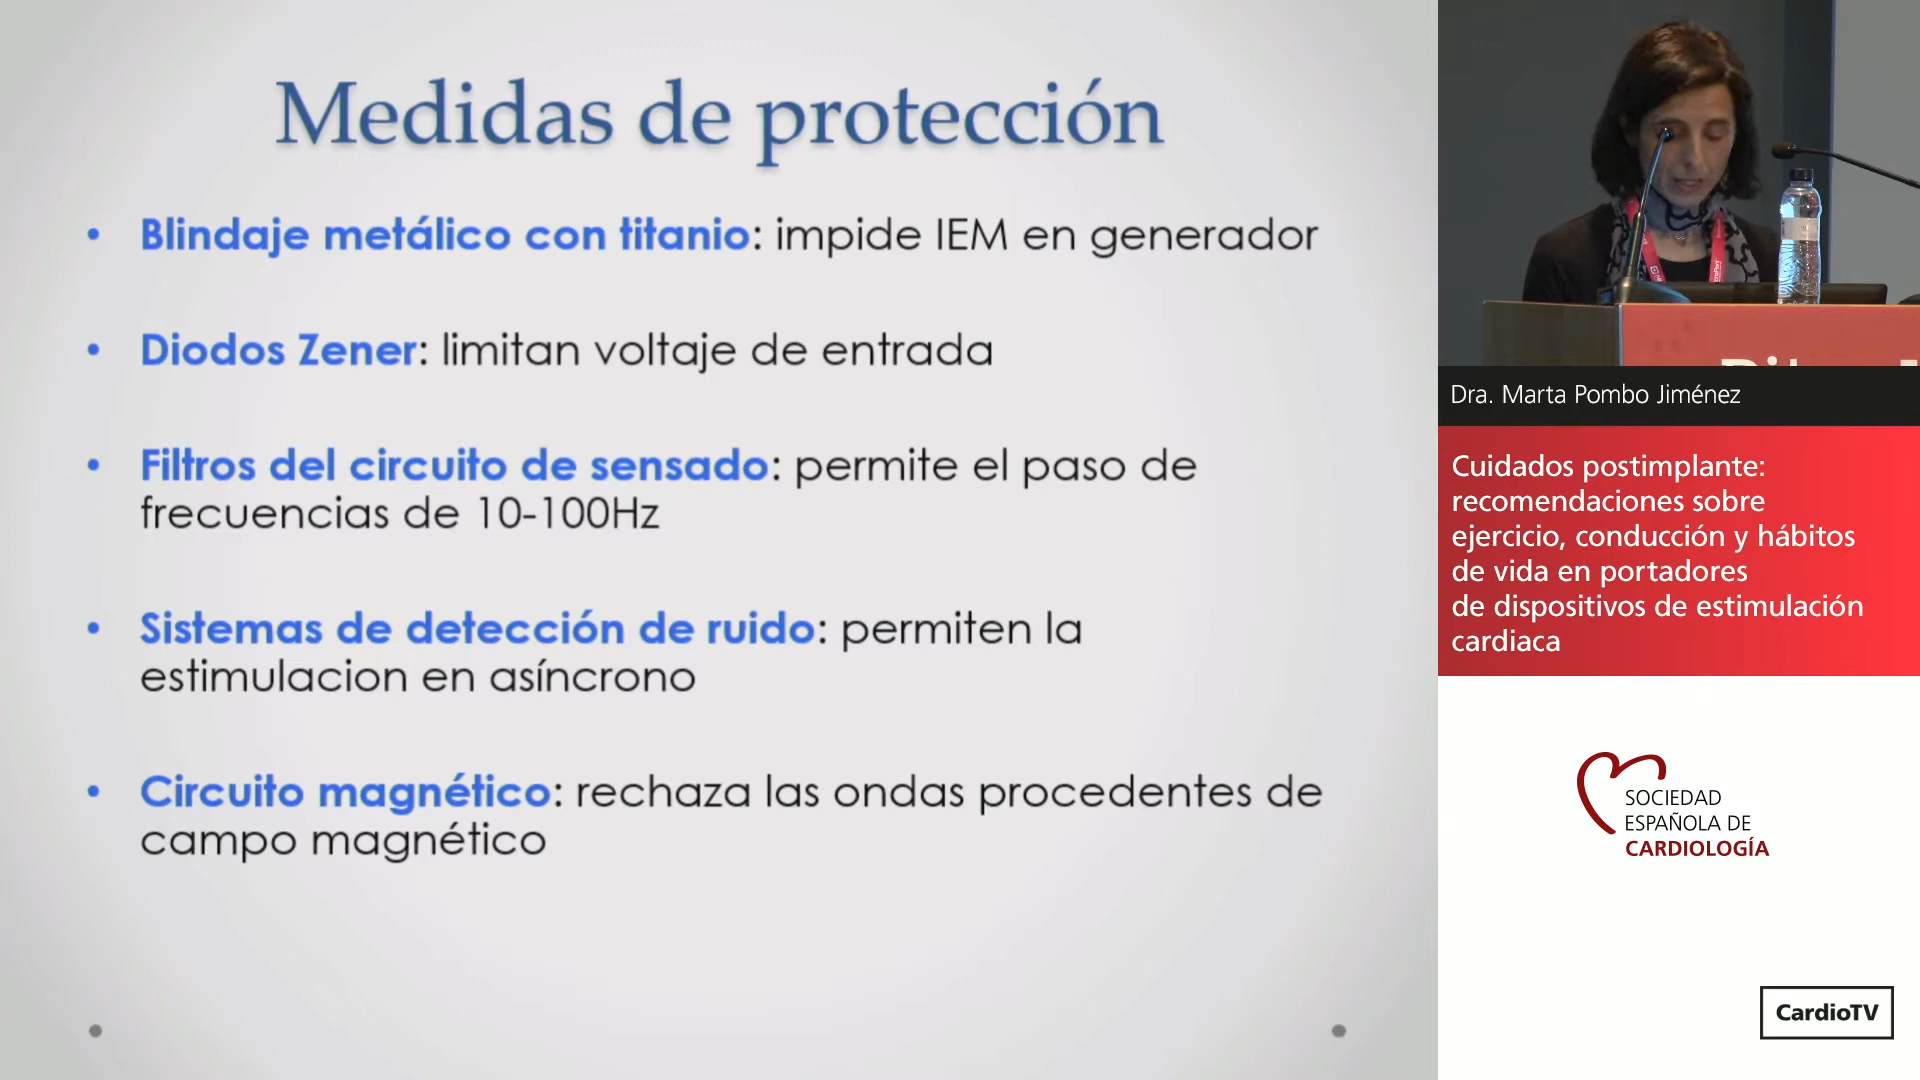 Medidas de protección
• Blindaje metálico con titanio: impide IEM en generador
• Diodos Zener: limitan voltaje de entrada
• Filtros del circuito de sensado: permite el paso de
frecuencias de 10-100Hz
• Sistemas de detección de ruido: permiten la
estimulacion en asíncrono
• Circuito magnético: rechaza las ondas procedentes de
campo magnético
Dra. Marta Pombo Jiménez
Cuidados postimplante:
recomendaciones sobre
ejercicio, conducción y hábitos
de vida en portadores
de dispositivos de estimulación
cardiaca
SOCIEDAD
ESPAÑOLA DE
CARDIOLOGÍA
CardioTV